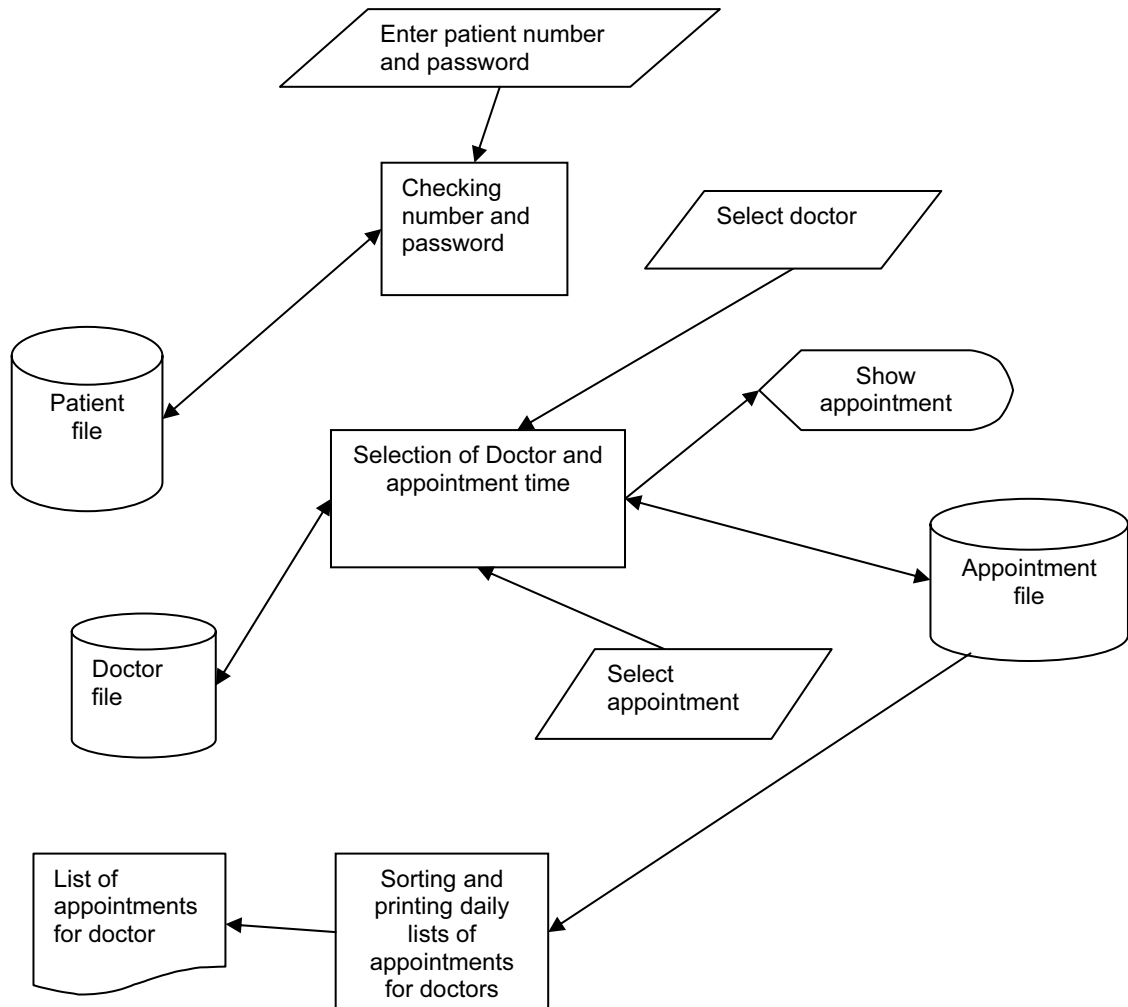 Enter patient number
and password
Checking
number and
password
Select doctor
Show
appointment
Patient
file
Selection of Doctor and
appointment time
Appointment
file
Doctor
file
Select
appointment
List of
appointments
for doctor
Sorting and
printing daily
lists of
appointments
for doctors